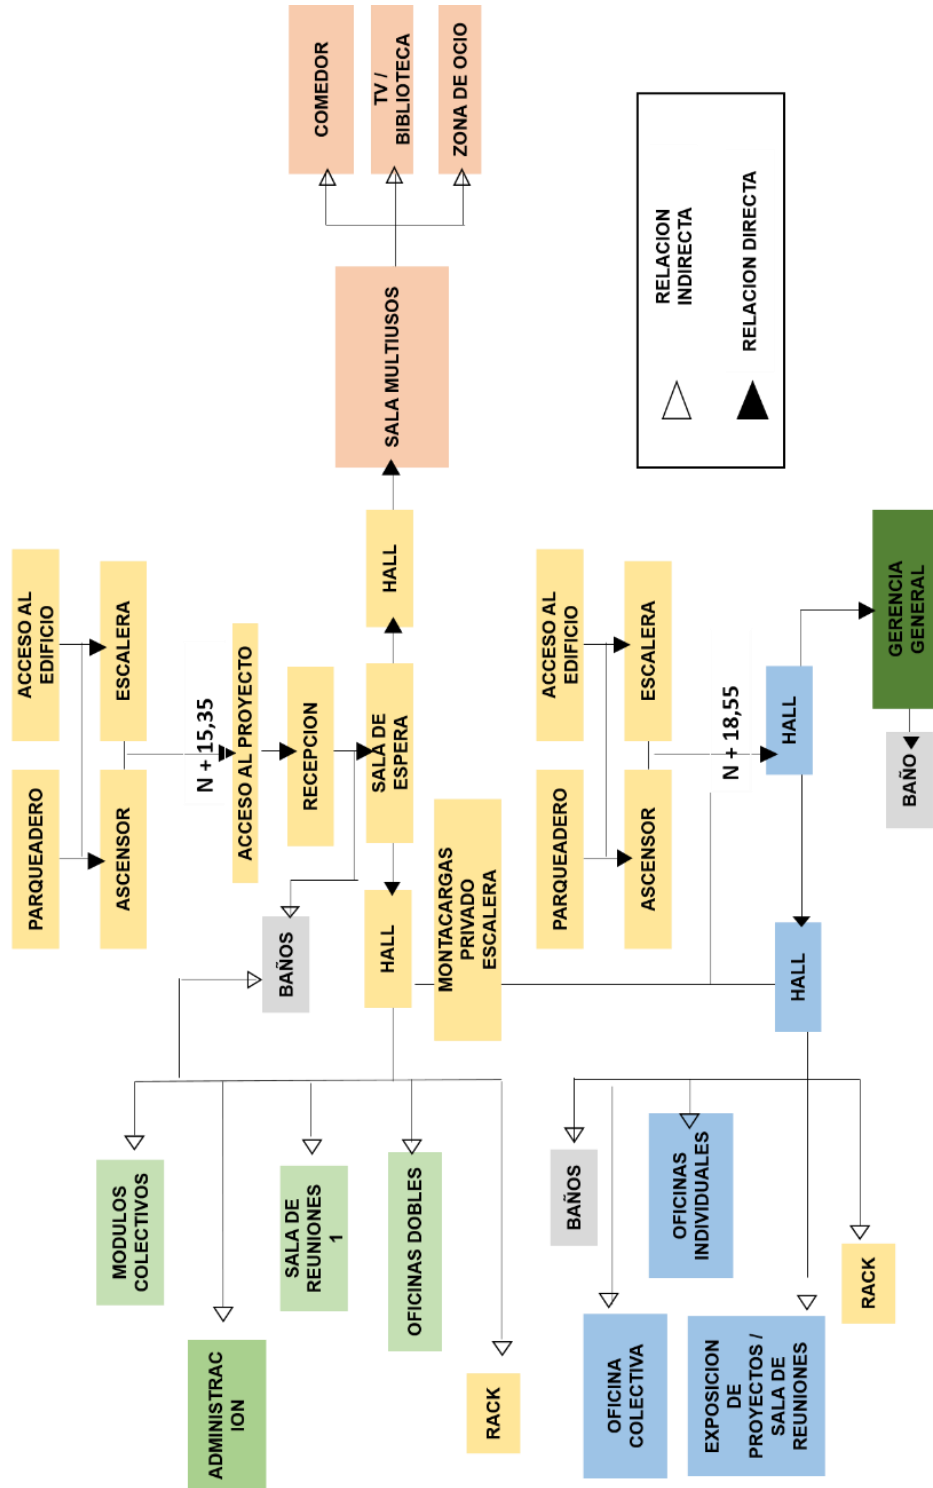 PARQUEADERO
ACCESO AL
EDIFICIO
ASCENSOR
ESCALERA
N + 15,35
ACCESO AL PROYECTO
RECEPCION
BAÑOS
SALA DE
ESPERA
HALL
HALL
SALA MULTIUSOS
COMEDOR
TV /
BIBLIOTECA
ZONA DE OCIO
MODULOS
COLECTIVOS
ADMINISTRAC
ION
SALA DE
REUNIONES
1
OFICINAS DOBLES
RACK
MONTACARGAS
PRIVADO
ESCALERA
PARQUEADERO
ACCESO AL
EDIFICIO
ASCENSOR
ESCALERA
N + 18,55
HALL
HALL
GERENCIA
GENERAL
BAÑO
BAÑOS
OFICINA
COLECTIVA
OFICINAS
INDIVIDUALES
EXPOSICION
DE
PROYECTOS /
SALA DE
REUNIONES
RACK
RELACION
INDIRECTA
RELACION DIRECTA